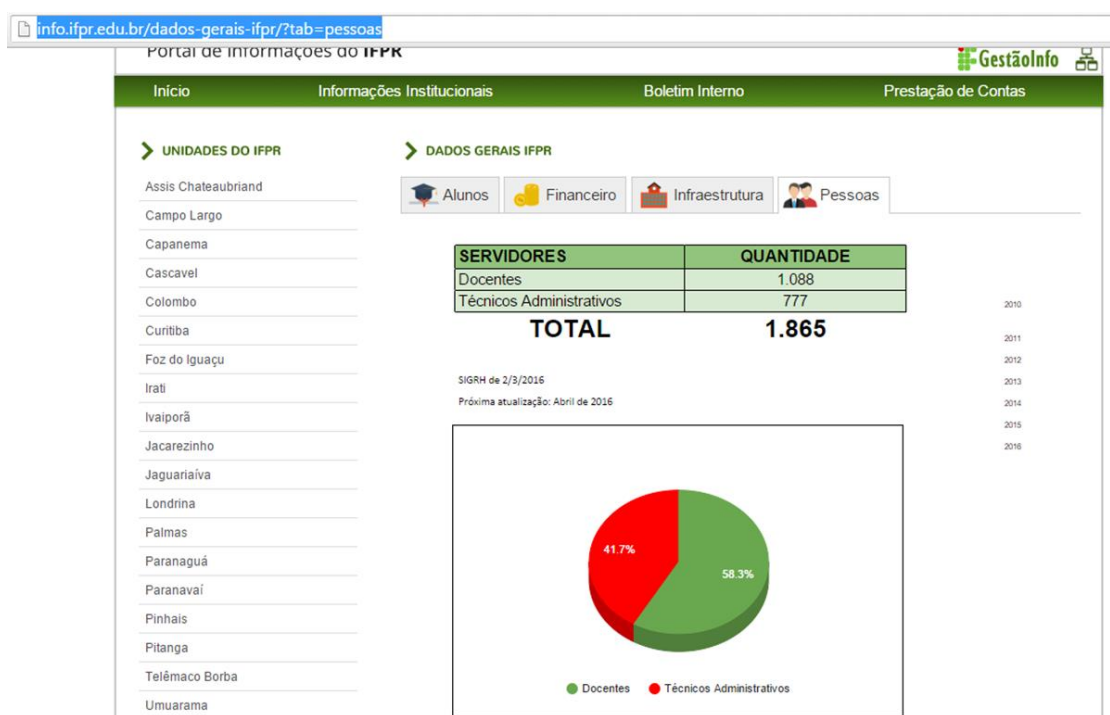 info.ifpr.edu.br/dados-gerais-ifpr/?tab=pessoas
Portal de Informações do IFPR
GestãoInfo
Início Informações Institucionais Boletim Interno Prestação de Contas
UNIDADES DO IFPR
Assis Chateaubriand
Campo Largo
Capanema
Cascavel
Colombo
Curitiba
Foz do Iguaçu
Irati
Ivaiporã
Jacarezinho
Jaguariaíva
Londrina
Palmas
Paranaguá
Paranavaí
Pinhais
Pitanga
Telêmaco Borba
Umuarama
DADOS GERAIS IFPR
Alunos Financeiro Infraestrutura Pessoas
SERVIDORES QUANTIDADE
Docentes 1.088
Técnicos Administrativos 777
TOTAL 1.865
SIGRH de 2/3/2016
Próxima atualização: Abril de 2016
41.7%
58.3%
Docentes Técnicos Administrativos
2010
2011
2012
2013
2014
2015
2016